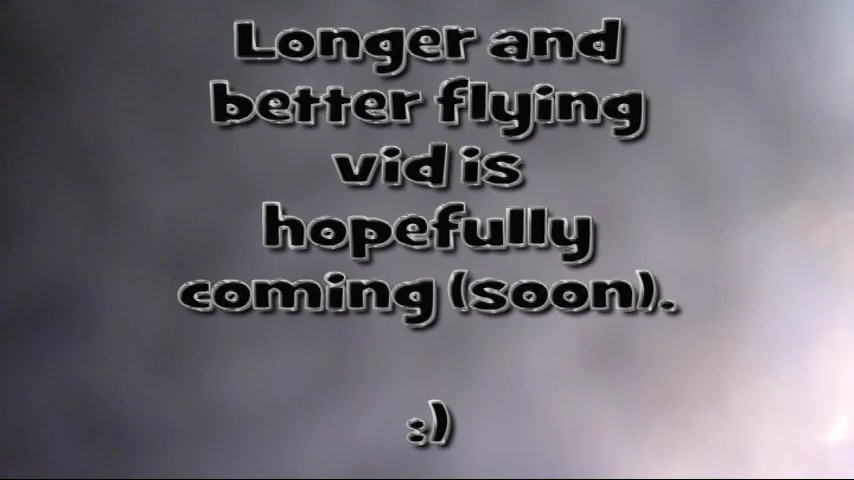 Longer and
better flying
vid is
hopefully
coming (soon).
:)